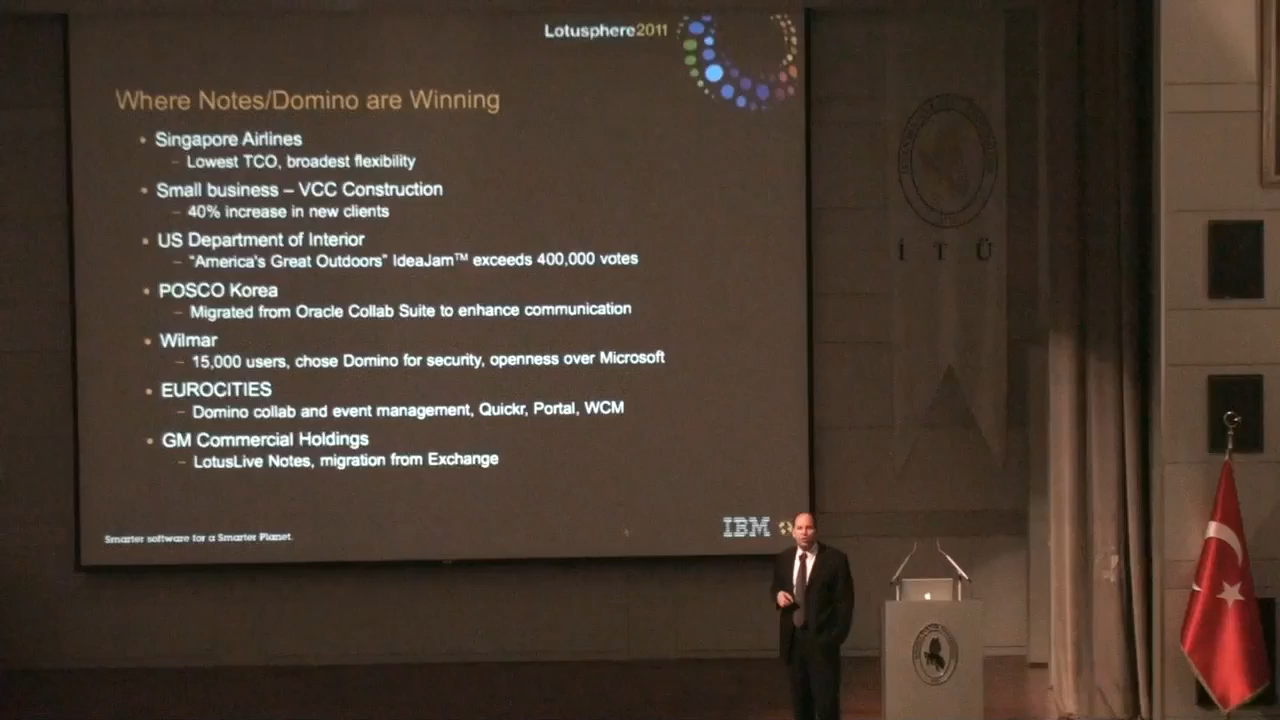 Lotusphere2011
Where Notes/Domino are Winning
• Singapore Airlines
– Lowest TCO, broadest flexibility
• Small business – VCC Construction
– 40% increase in new clients
• US Department of Interior
– “America's Great Outdoors” IdeaJam™ exceeds 400,000 votes
• POSCO Korea
– Migrated from Oracle Collab Suite to enhance communication
• Wilmar
– 15,000 users, chose Domino for security, openness over Microsoft
• EUROCITIES
– Domino collab and event management, Quickr, Portal, WCM
• GM Commercial Holdings
– LotusLive Notes, migration from Exchange
Smarter software for a Smarter Planet.
IBM
İTÜ